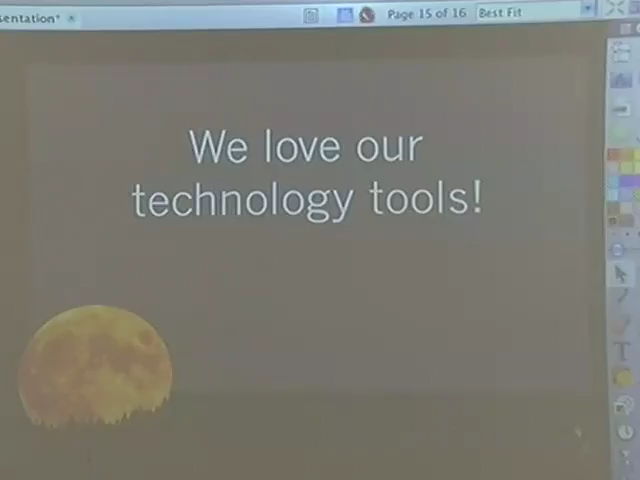 sentation*
Page 15 of 16
Best Fit
We love our
technology tools!
T